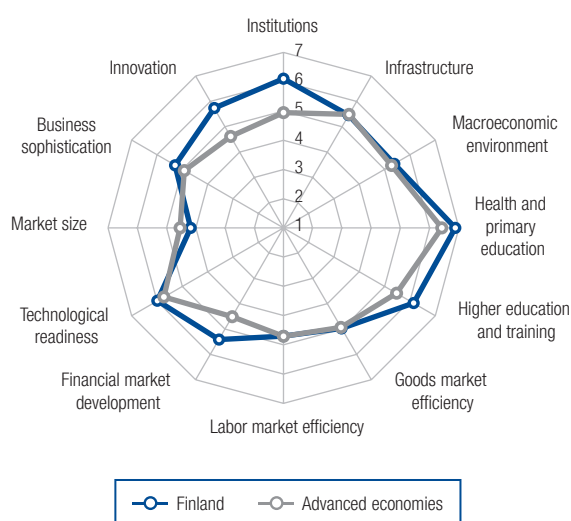 Institutions
7
6
5
4
3
2
1
Infrastructure
Macroeconomic
environment
Health and
primary
education
Higher education
and training
Goods market
efficiency
Labor market efficiency
Financial market
development
Technological
readiness
Market size
Business
sophistication
Innovation
Finland
Advanced economies